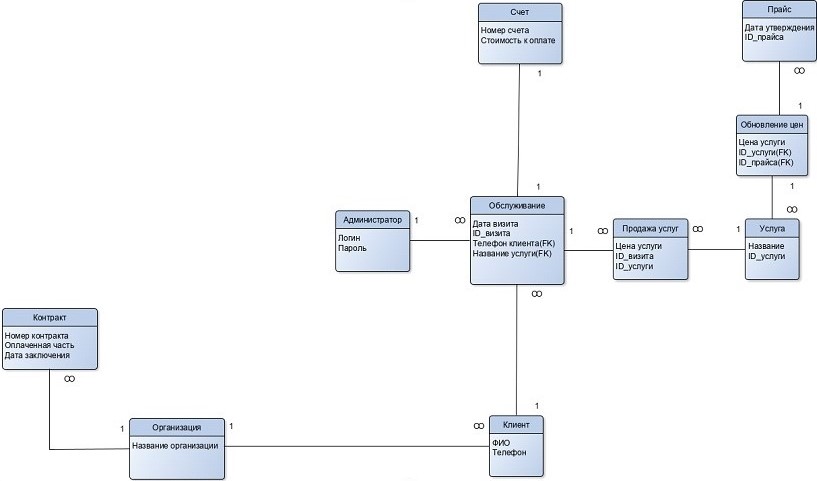 Счет
Номер счета
Стоимость к оплате
1
Прайс
Дата утверждения
ID_прайса
∞
1
Обновление цен
Цена услуги
ID_услуги(FK)
ID_прайса(FK)
1
∞
1
Администратор
Логин
Пароль
1
∞
Обслуживание
Дата визита
ID_визита
Телефон клиента(FK)
Название услуги(FK)
1
∞
Продажа услуг
Цена услуги
ID_визита
ID_услуги
∞
1
Услуга
Название
ID_услуги
∞
Контракт
Номер контракта
Оплаченная часть
Дата заключения
∞
1
Организация
Название организации
1
∞
1
Клиент
ФИО
Телефон